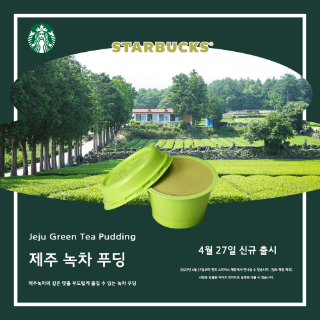 STARBUCKS
Jeju Green Tea Pudding
제주 녹차 푸딩
제주녹차의 깊은 맛을 부드럽게 즐길 수 있는 녹차 푸딩
4월 27일 신규 출시